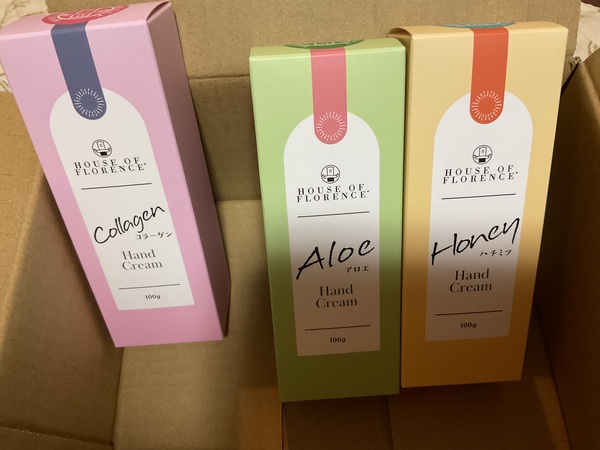 HOUSE OF
FLORENCE
Collagen
コラーゲン
Hand
Cream
100g
HOUSE OF
FLORENCE
Aloe
アロエ
Hand
Cream
100g
HOUSE OF
FLORENCE
Honey
ハチミツ
Hand
Cream
100g